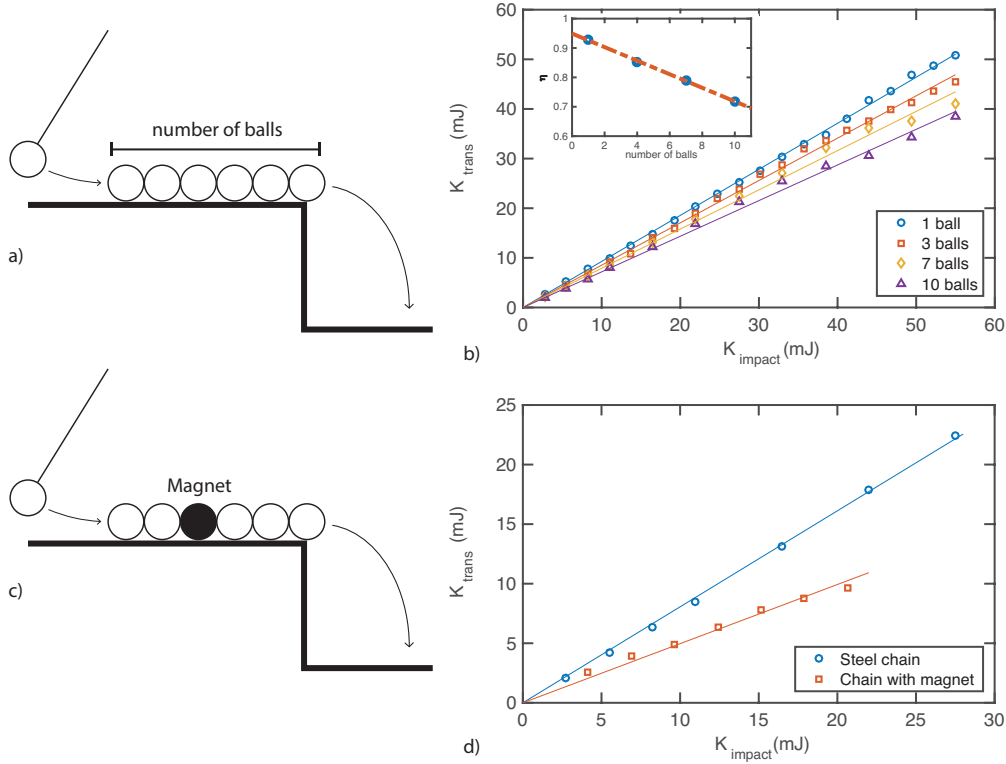 a)
number of balls
b)
K trans (mJ)
60
50
40
30
20
10
0
0
10
20
30
40
50
60
K impact (mJ)
η
1
0.9
0.8
0.7
0.6
0
2
4
6
8
10
number of balls
1 ball
3 balls
7 balls
10 balls
c)
Magnet
d)
K trans (mJ)
25
20
15
10
5
0
0
5
10
15
20
25
30
K impact (mJ)
Steel chain
Chain with magnet